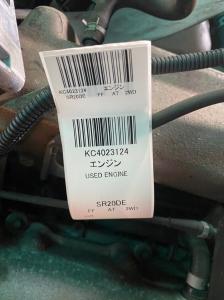 KC4023124 エンジン
SR20DE FF AT 2WD
KC4023124
エンジン
USED ENGINE
SR20DE
FF AT 2WD